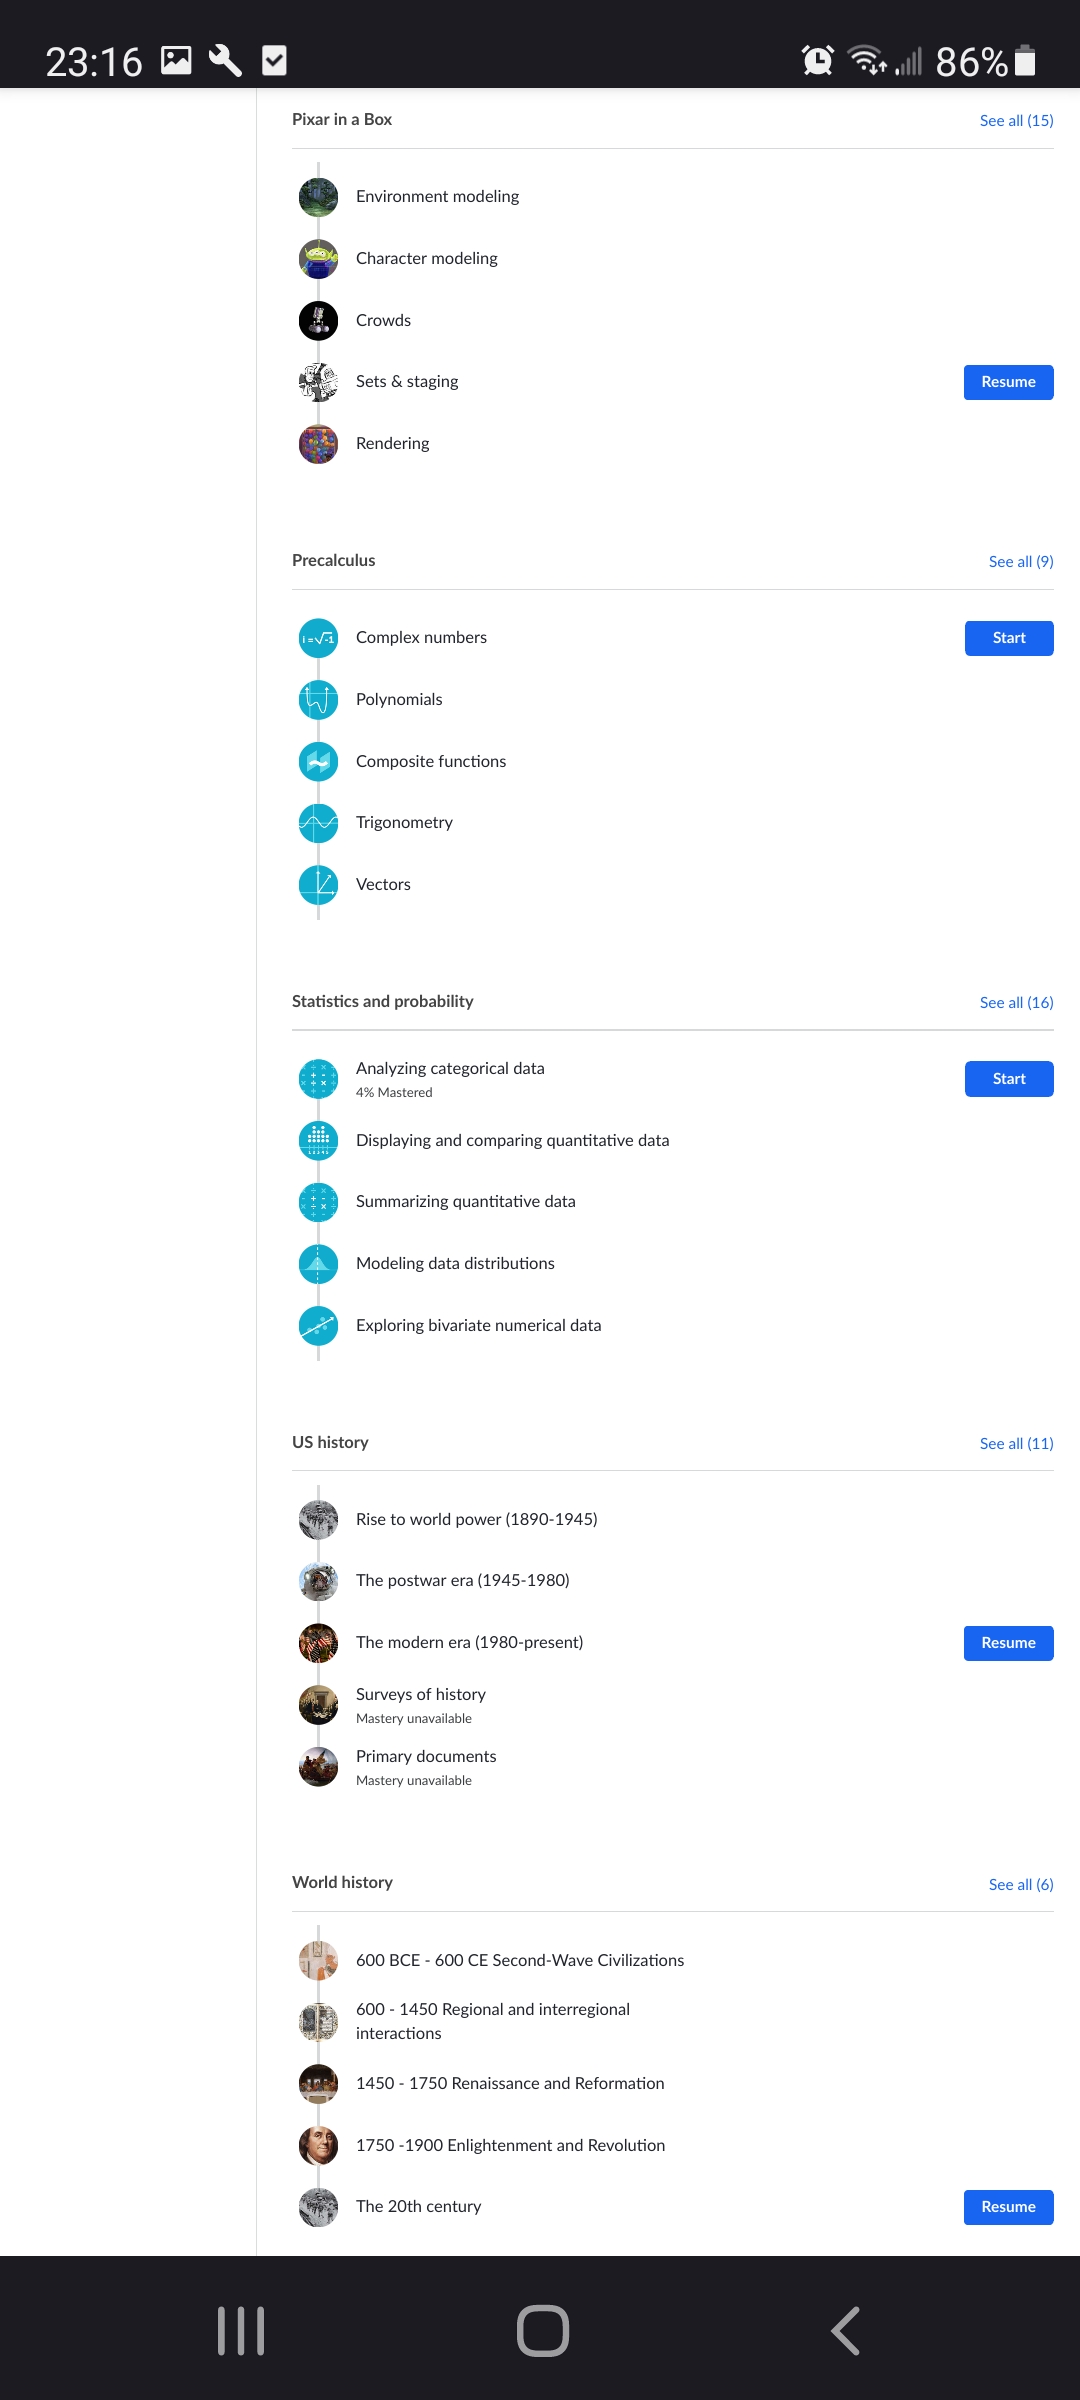 23:16
86%
Pixar in a Box
See all (15)
Environment modeling
Character modeling
Crowds
Sets & staging
Resume
Rendering
Precalculus
See all (9)
i = √-1
Complex numbers
Start
Polynomials
Composite functions
Trigonometry
Vectors
Statistics and probability
See all (16)
Analyzing categorical data
4% Mastered
Start
Displaying and comparing quantitative data
Summarizing quantitative data
Modeling data distributions
Exploring bivariate numerical data
US history
See all (11)
Rise to world power (1890-1945)
The postwar era (1945-1980)
The modern era (1980-present)
Resume
Surveys of history
Mastery unavailable
Primary documents
Mastery unavailable
World history
See all (6)
600 BCE - 600 CE Second-Wave Civilizations
600 - 1450 Regional and interregional
interactions
1450 - 1750 Renaissance and Reformation
1750 -1900 Enlightenment and Revolution
The 20th century
Resume